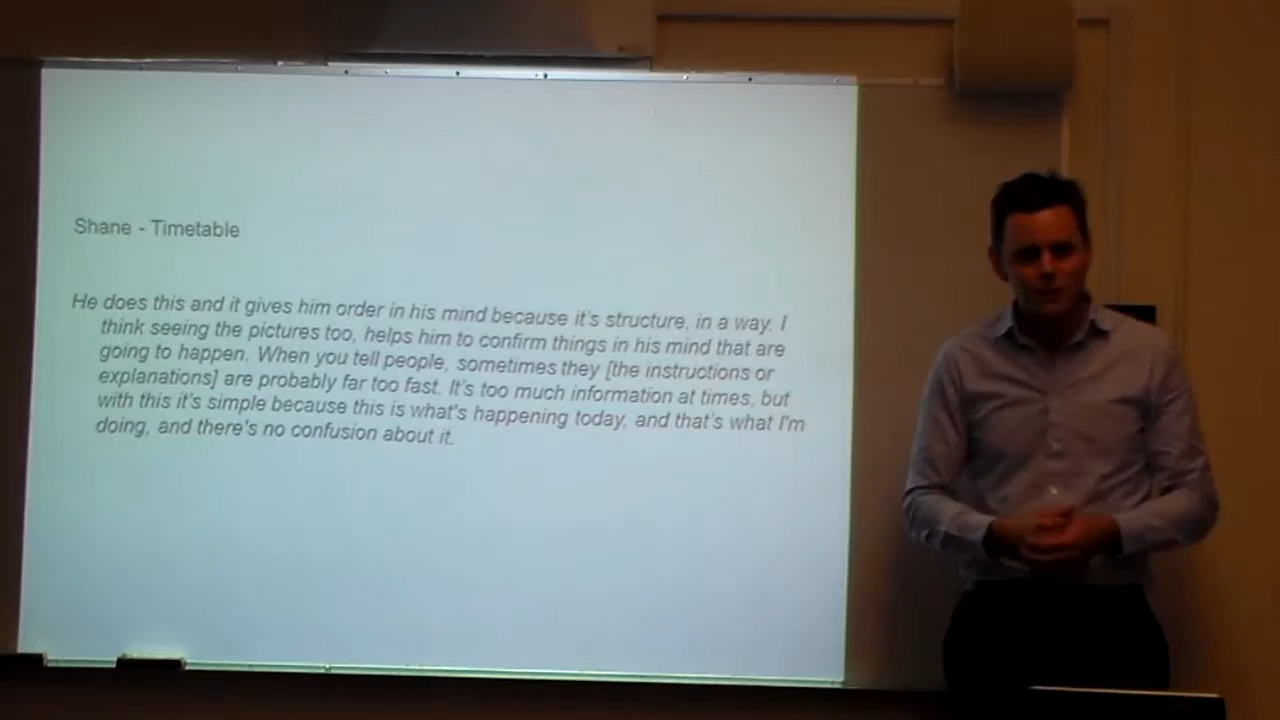 Shane - Timetable
He does this and it gives him order in his mind because it's structure, in a way. I
think seeing the pictures too, helps him to confirm things in his mind that are
going to happen. When you tell people, sometimes they [the instructions or
explanations] are probably far too fast. It's too much information at times, but
with this it's simple because this is what's happening today, and that's what I'm
doing, and there's no confusion about it.